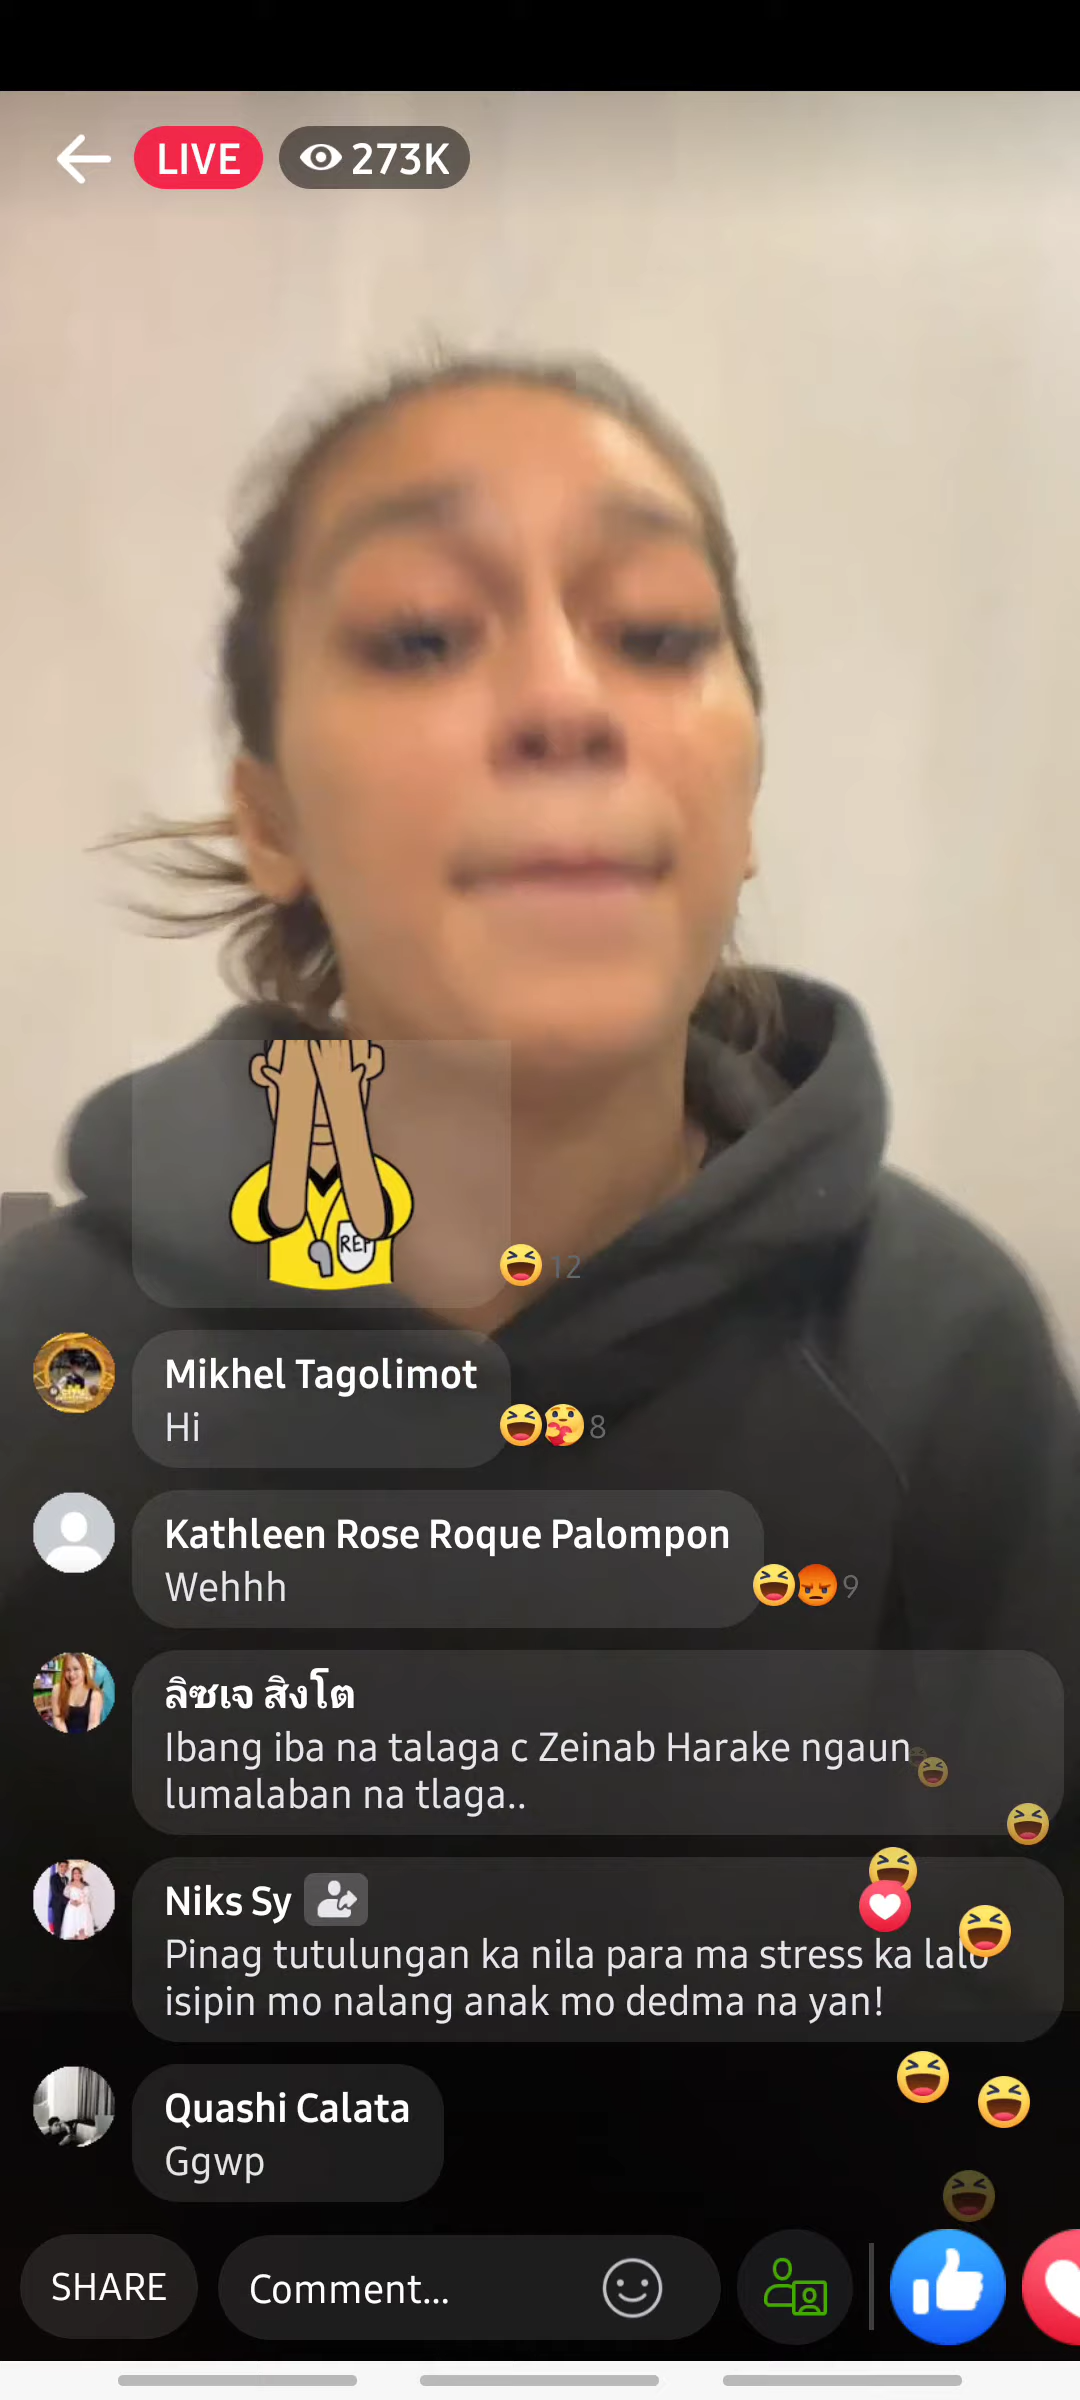 LIVE
273K
REF
12
Mikhel Tagolimot
Hi
8
Kathleen Rose Roque Palompon
Wehhh
9
ลิซเจ สิงโต
Ibang iba na talaga c Zeinab Harake ngaun
lumalaban na tlaga..
Niks Sy
Pinag tutulungan ka nila para ma stress ka lalo
isipin mo nalang anak mo dedma na yan!
Quashi Calata
Ggwp
SHARE
Comment...